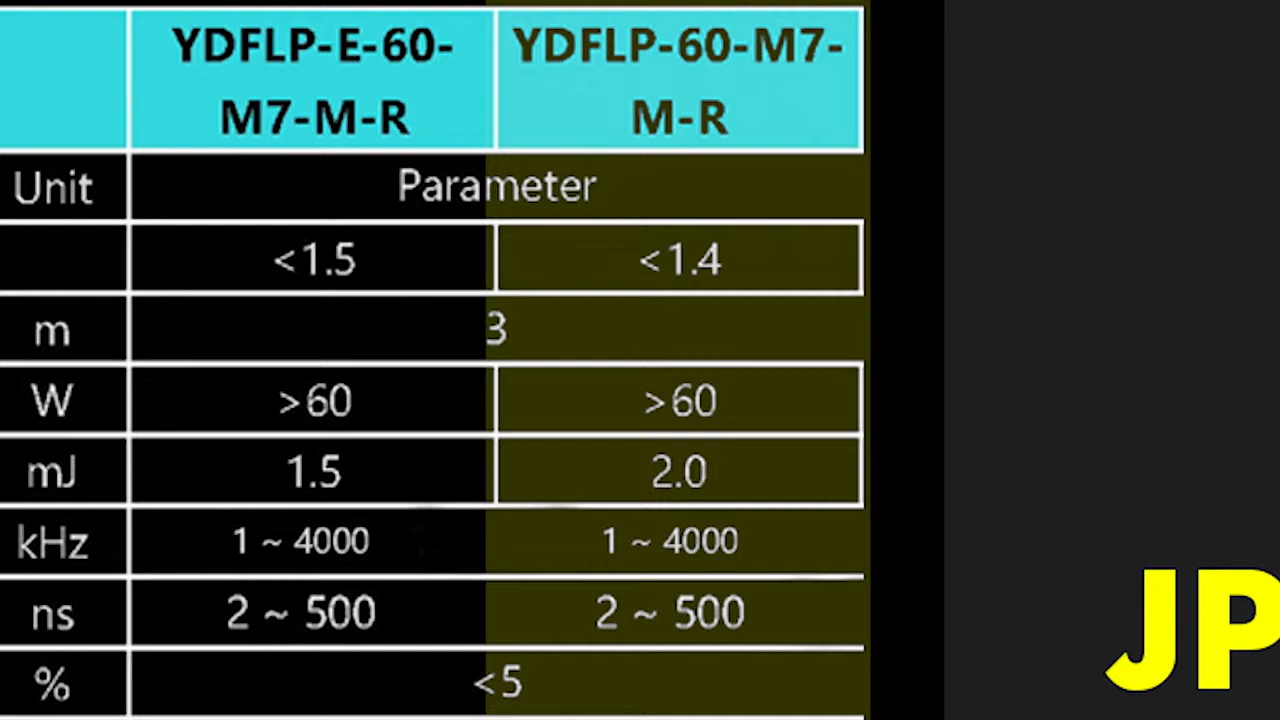 YDFLP-E-60-
M7-M-R
YDFLP-60-M7-
M-R
Unit Parameter
<1.5 <1.4
m 3
W >60 >60
mJ 1.5 2.0
kHz 1 ~ 4000 1 ~ 4000
ns 2 ~ 500 2 ~ 500
% <5
JP